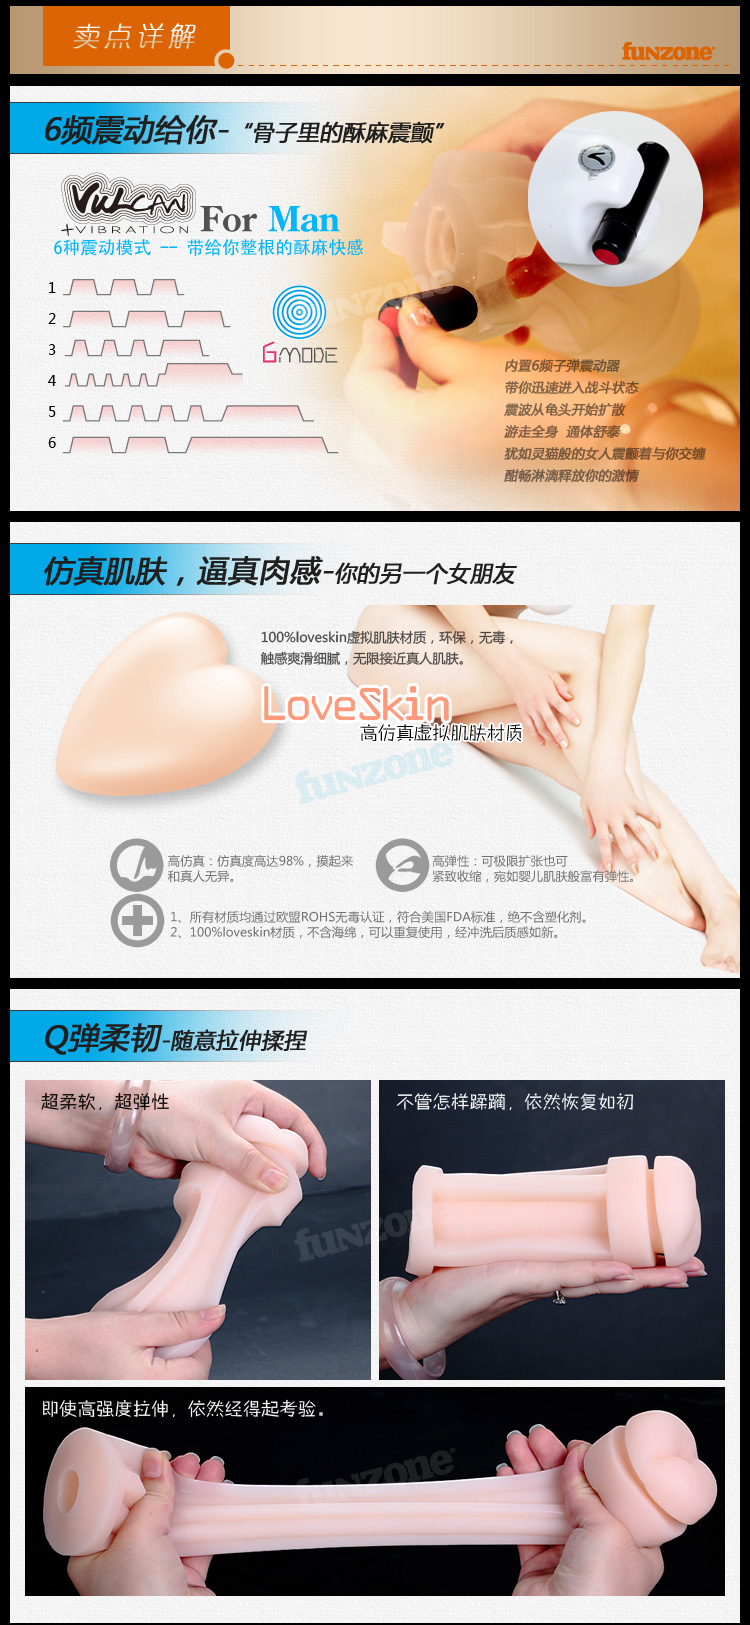 卖点详解
funzone
6频震动给你-“骨子里的酥麻震颤”
VULCAN
+VIBRATION
For Man
6种震动模式 -- 带给你整根的酥麻快感
1
2
3
4
5
6
6MODE
funzone
内置6频子弹震动器
带你迅速进入战斗状态
震波从龟头开始扩散
游走全身 通体舒泰
犹如灵猫般的女人震颤着与你交缠
酣畅淋漓释放你的激情
仿真肌肤，逼真肉感-你的另一个女朋友
100%loveskin虚拟肌肤材质，环保，无毒，
触感爽滑细腻，无限接近真人肌肤。
LoveSkin
高仿真虚拟肌肤材质
funzone
高仿真：仿真度高达98%，摸起来
和真人无异。
高弹性：可极限扩张也可
紧致收缩，宛如婴儿肌肤般富有弹性。
1、所有材质均通过欧盟ROHS无毒认证，符合美国FDA标准，绝不含塑化剂。
2、100%loveskin材质，不含海绵，可以重复使用，经冲洗后质感如新。
Q弹柔韧-随意拉伸揉捏
超柔软，超弹性
不管怎样蹂躏，依然恢复如初
funzone
即使高强度拉伸，依然经得起考验。
funzone